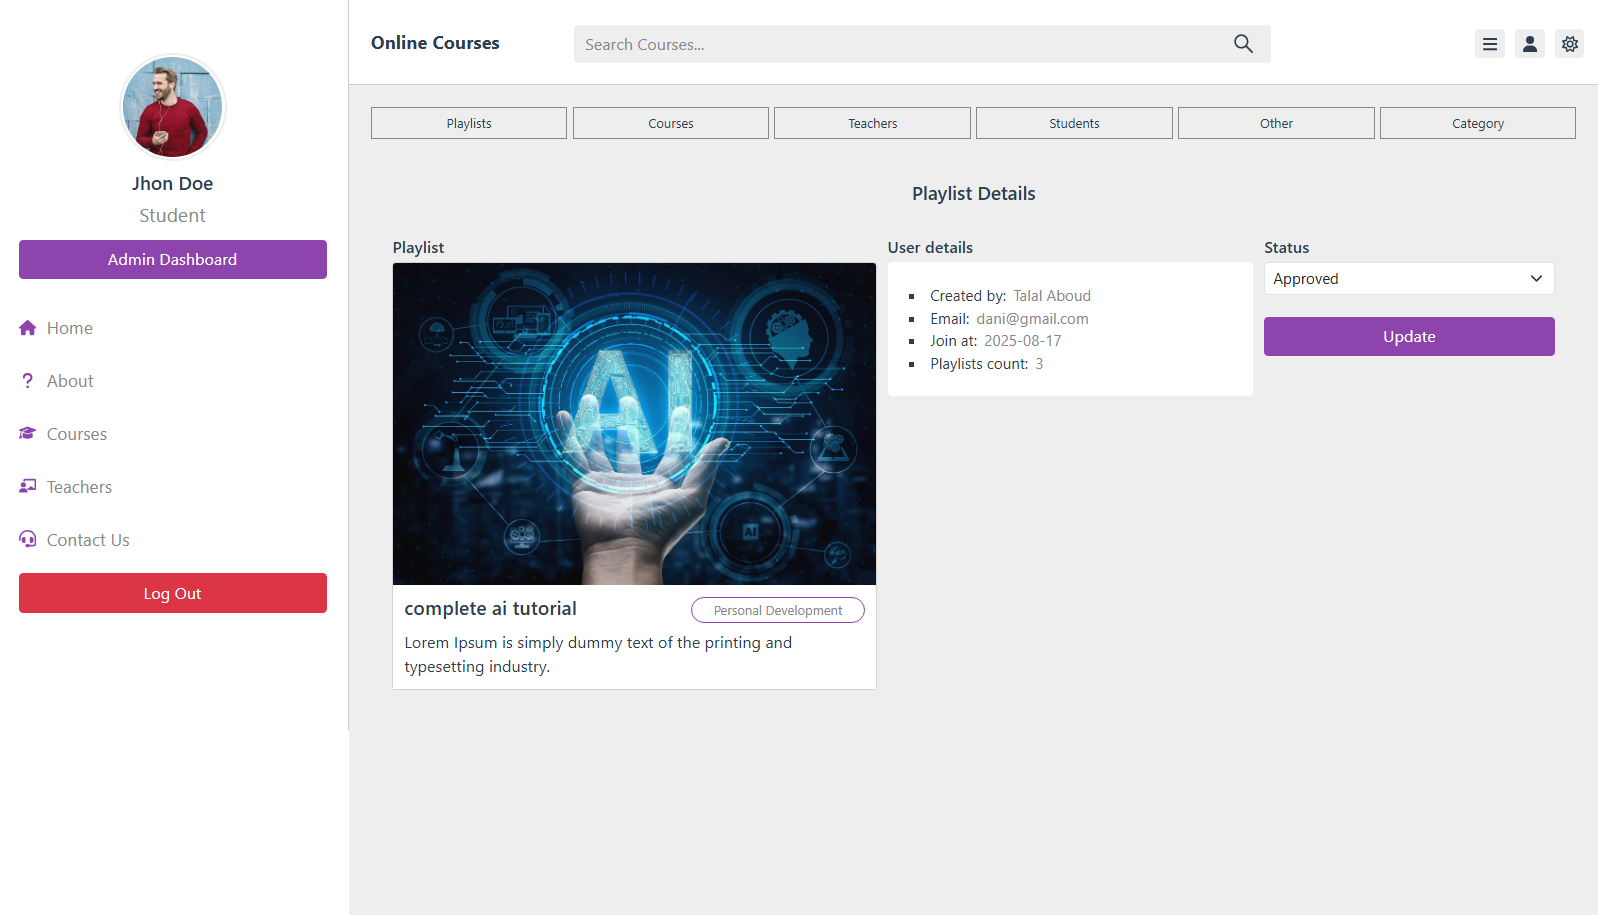 Jhon Doe
Student
Admin Dashboard
Home
About
Courses
Teachers
Contact Us
Log Out
Online Courses
Search Courses...
Playlists
Courses
Teachers
Students
Other
Category
Playlist Details
Playlist
AI
AI
complete ai tutorial
Personal Development
Lorem Ipsum is simply dummy text of the printing and
typesetting industry.
User details
Created by: Talal Aboud
Email: dani@gmail.com
Join at: 2025-08-17
Playlists count: 3
Status
Approved
Update